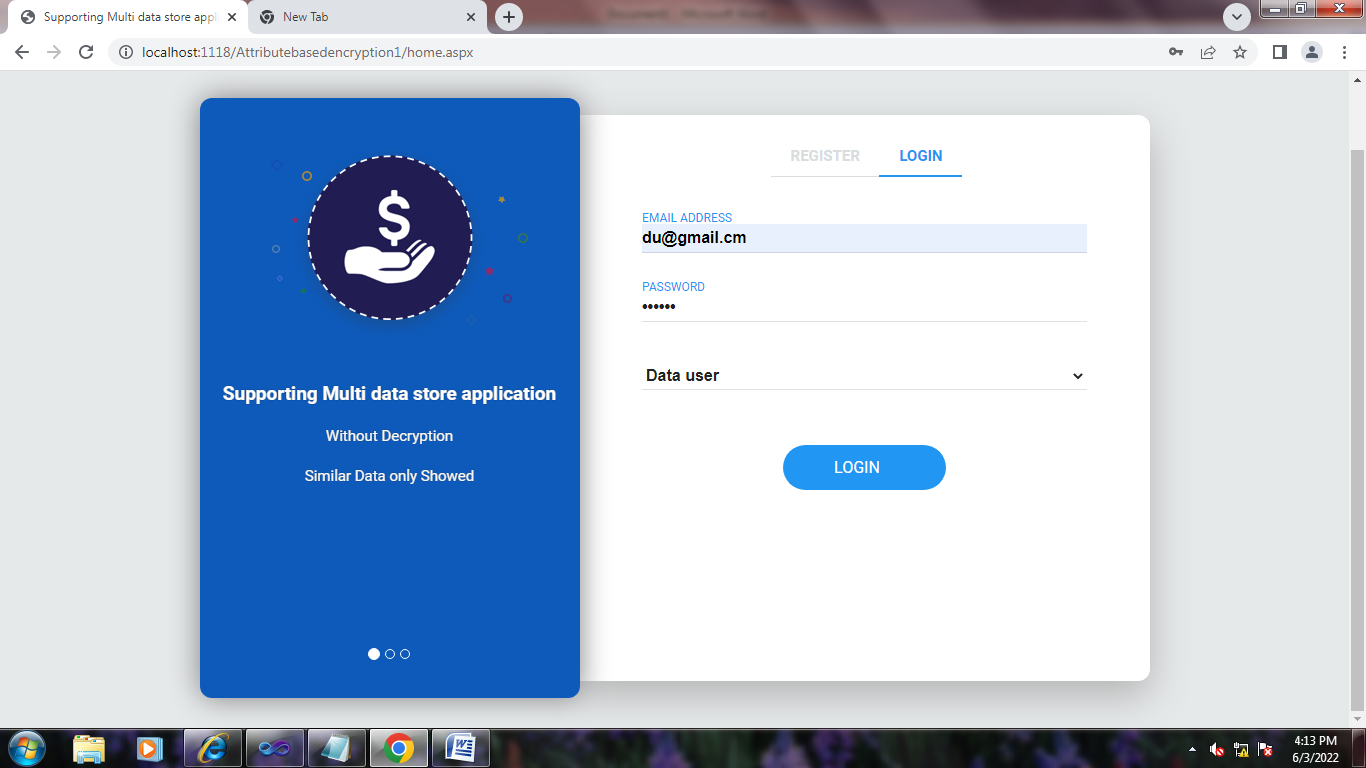 Supporting Multi data store appl
New Tab
localhost:1118/Attributebasedencryption1/home.aspx
$
Supporting Multi data store application
Without Decryption
Similar Data only Showed
REGISTER
LOGIN
EMAIL ADDRESS
du@gmail.cm
PASSWORD
••••••
Data user
LOGIN
4:13 PM
6/3/2022